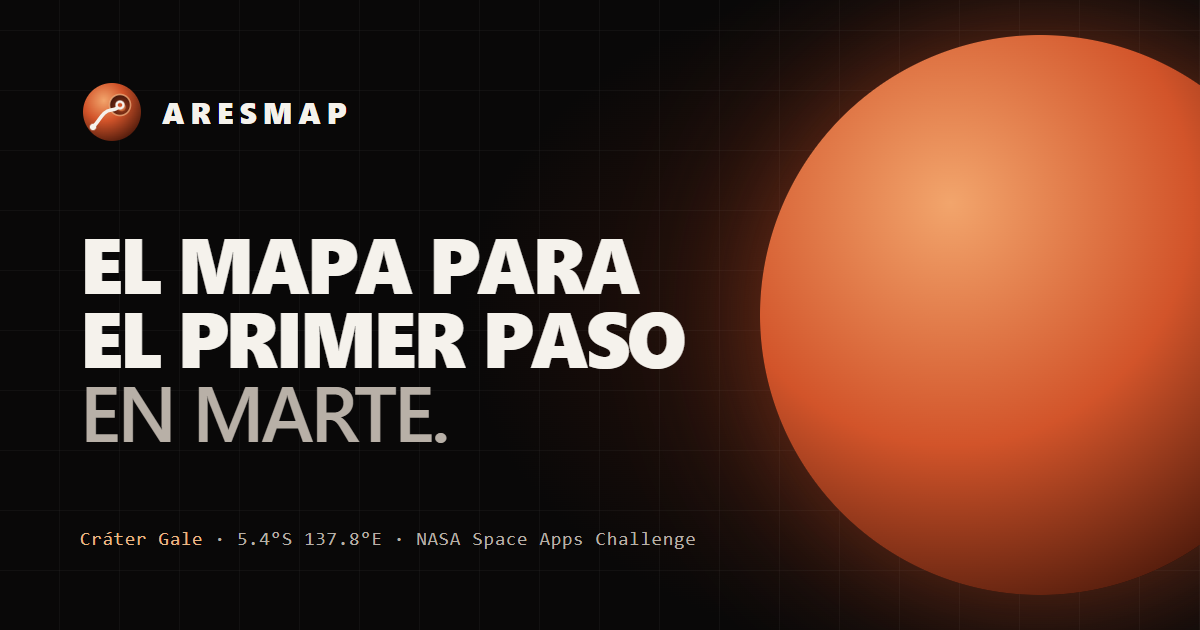 ARESMAP
EL MAPA PARA
EL PRIMER PASO
EN MARTE.
Cráter Gale · 5.4°S 137.8°E · NASA Space Apps Challenge